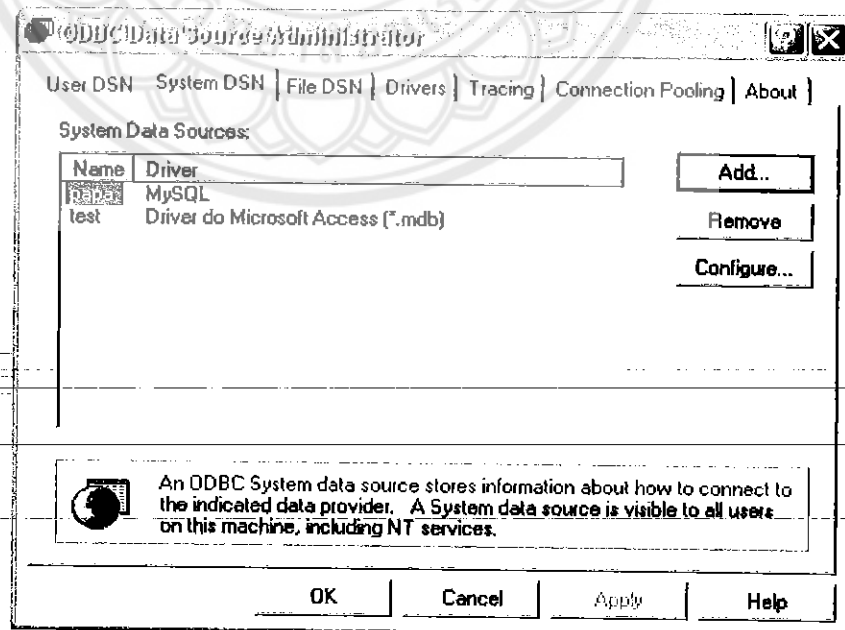 ODBC Data Source Administrator
User DSN System DSN File DSN Drivers Tracing Connection Pooling About
System Data Sources:
Name Driver
MySQL
test Driver do Microsoft Access (*.mdb)
Add...
Remove
Configure...
An ODBC System data source stores information about how to connect to
the indicated data provider. A System data source is visible to all users
on this machine, including NT services.
OK Cancel Apply Help